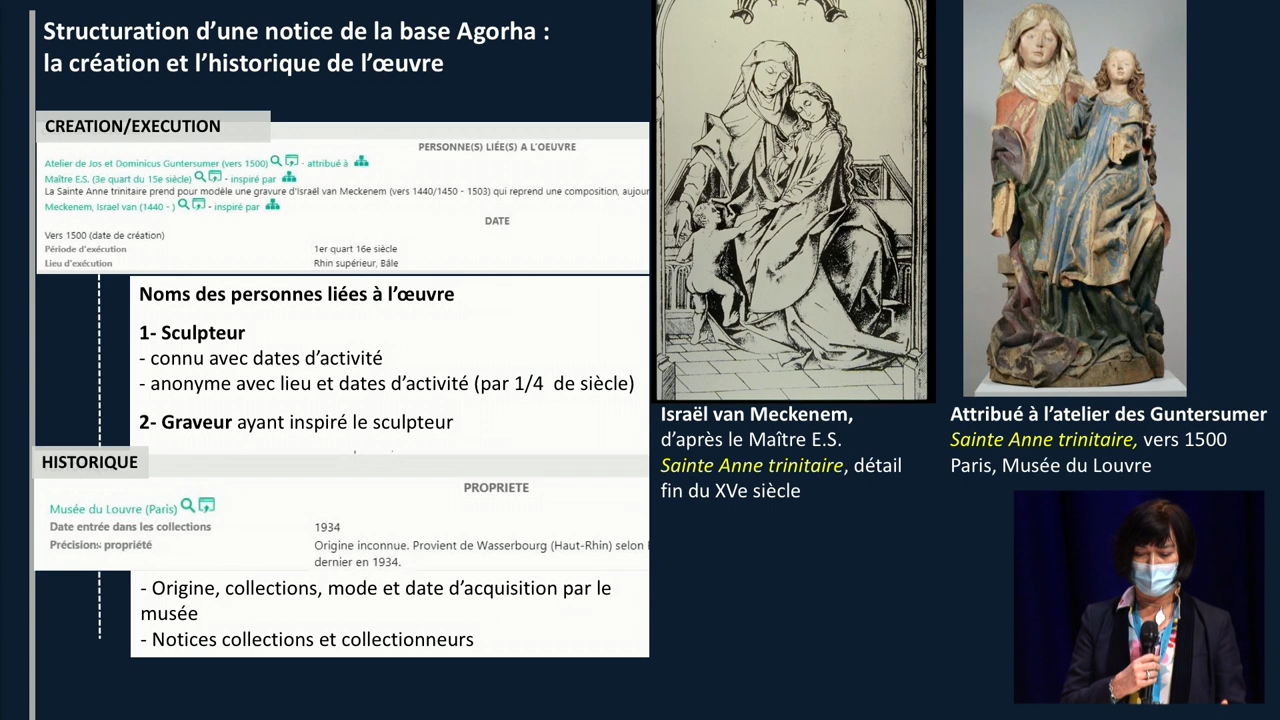 Structuration d’une notice de la base Agorha :
la création et l’historique de l’œuvre
CREATION/EXECUTION
PERSONNE(S) LIÉE(S) A L'OEUVRE
Atelier de Jos et Dominicus Guntersumer (vers 1500) - attribué à
Maître E.S. (3e quart du 15e siècle) - inspiré par
La Sainte Anne trinitaire prend pour modèle une gravure d'Israël van Meckenem (vers 1440/1450 - 1503) qui reprend une composition, aujour
Meckenem, Israel van (1440 - ) - inspiré par
DATE
Vers 1500 (date de création)
Période d'exécution 1er quart 16e siècle
Lieu d'exécution Rhin supérieur, Bâle
Noms des personnes liées à l’œuvre
1- Sculpteur
- connu avec dates d’activité
- anonyme avec lieu et dates d’activité (par 1/4 de siècle)
2- Graveur ayant inspiré le sculpteur
HISTORIQUE
PROPRIETE
Musée du Louvre (Paris)
Date entrée dans les collections 1934
Précisions propriété Origine inconnue. Provient de Wasserbourg (Haut-Rhin) selon
dernier en 1934.
- Origine, collections, mode et date d’acquisition par le
musée
- Notices collections et collectionneurs
Israël van Meckenem,
d’après le Maître E.S.
Sainte Anne trinitaire, détail
fin du XVe siècle
Attribué à l’atelier des Guntersumer
Sainte Anne trinitaire, vers 1500
Paris, Musée du Louvre